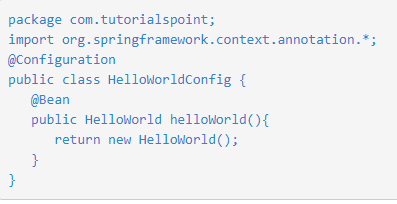 package com.tutorialspoint;
import org.springframework.context.annotation.*;
@Configuration
public class HelloWorldConfig {
   @Bean
   public HelloWorld helloWorld(){
      return new HelloWorld();
   }
}